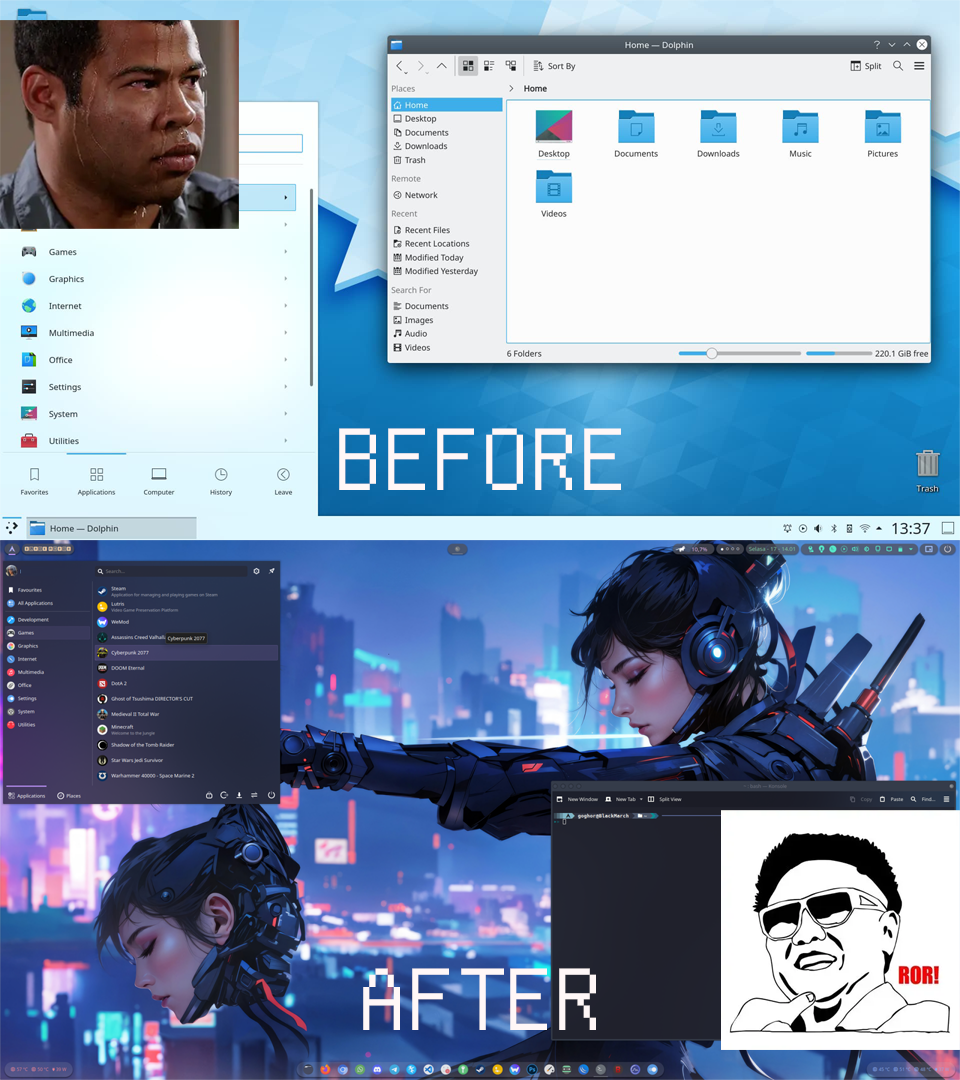 Home — Dolphin
Sort By
Split
Places
Home
Home
Desktop
Documents
Downloads
Trash
Remote
Network
Recent
Recent Files
Recent Locations
Modified Today
Modified Yesterday
Search For
Documents
Images
Audio
Videos
Desktop
Documents
Downloads
Music
Pictures
Videos
6 Folders
220.1 GiB free
Games
Graphics
Internet
Multimedia
Office
Settings
System
Utilities
Favorites
Applications
Computer
History
Leave
BEFORE
Trash
Home — Dolphin
13:37
10,7%
Selasa - 17 - 14:01
Search...
Favourites
All Applications
Development
Games
Graphics
Internet
Multimedia
Office
Settings
System
Utilities
Steam
Application for managing and playing games on Steam
Lutris
Video Game Preservation Platform
WeMod
Assassins Creed Valhalla
Cyberpunk 2077
Cyberpunk 2077
DOOM Eternal
DotA 2
Ghost of Tsushima DIRECTOR'S CUT
Medieval II Total War
Minecraft
Welcome to the jungle
Shadow of the Tomb Raider
Star Wars Jedi Survivor
Warhammer 40000 - Space Marine 2
Applications
Places
New Window
New Tab
Split View
Copy
Paste
Find...
goghor@BlackMarch
ROR!
AFTER